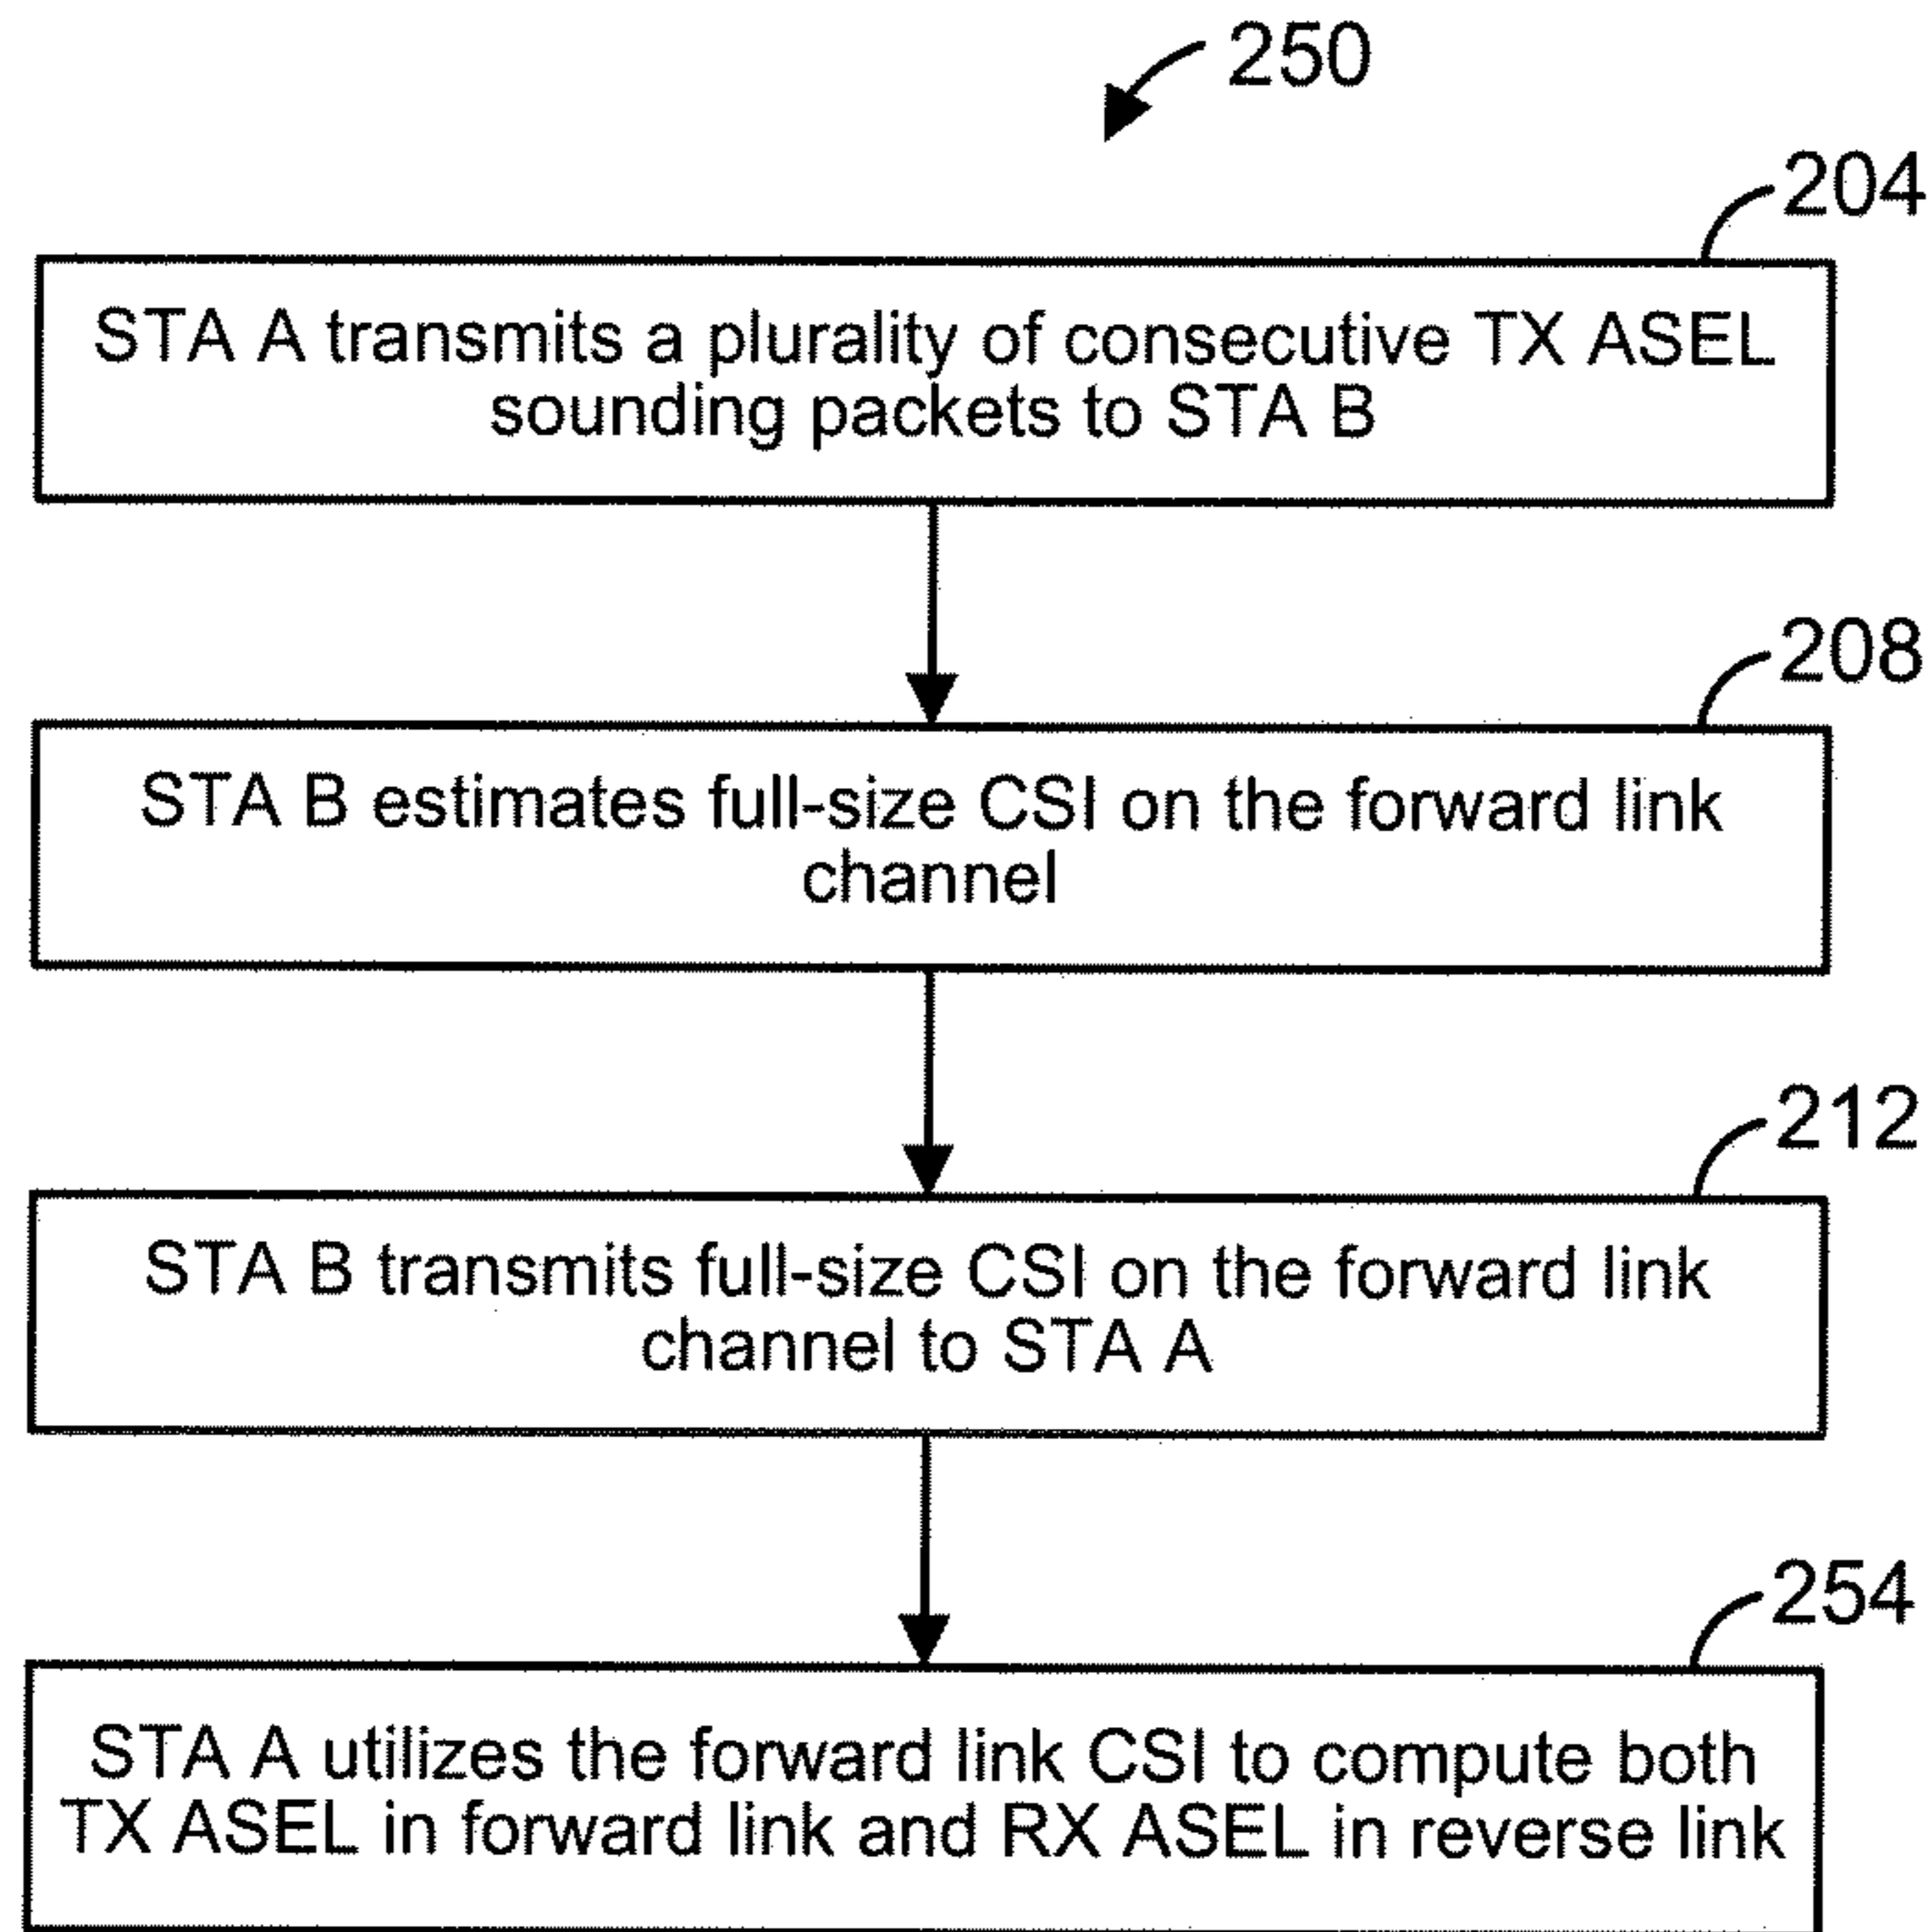 250
204
STA A transmits a plurality of consecutive TX ASEL
sounding packets to STA B
208
STA B estimates full-size CSI on the forward link
channel
212
STA B transmits full-size CSI on the forward link
channel to STA A
254
STA A utilizes the forward link CSI to compute both
TX ASEL in forward link and RX ASEL in reverse link